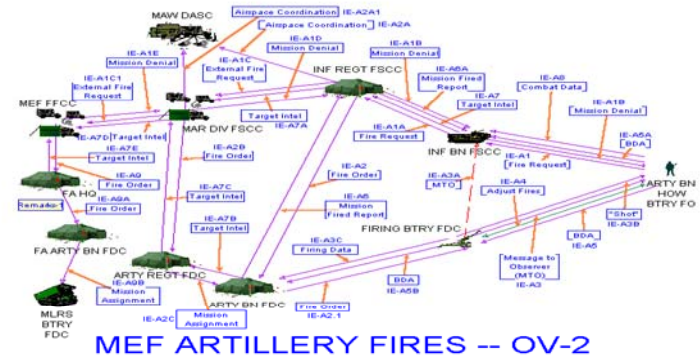 Airspace Coordination IE-A2A1
MAW DASC
Airspace Coordination IE-A2A
IE-A1D
Mission Denial
IE-A1E
Mission Denial
IE-A1C
External Fire
Request
IE-A1B
Mission Denial
IE-A1C1
External Fire
Request
INF REGT FSCC
IE-A6A
Mission Fired
Report
IE-A8
Combat Data
MEF FFCC
IE-A7
Target Intel
IE-A1B
Mission Denial
Target Intel
IE-A7A
IE-A7D Target Intel
MAR DIV FSCC
IE-A1A
Fire Request
IE-A5A
BDA
IE-A7E
Target Intel
IE-A2B
Fire Order
INF BN FSCC
IE-A1
Fire Request
IE-A9
Fire Order
IE-A2
Fire Order
IE-A3A
MTO
IE-A4
Adjust Fires
ARTY BN
HOW
BTRY FO
FA HQ
IE-A7C
Target Intel
IE-A9A
Fire Order
IE-A6
Mission
Fired Report
"Shot"
IE-A3B
IE-A7B
Target Intel
FIRING BTRY FDC
BDA
IE-A5
FA ARTY BN FDC
IE-A3C
Firing Data
ARTY REGT FDC
Message to
Observer
(MTO)
IE-A3
IE-A9B
Mission
Assignment
BDA
IE-A5B
ARTY BN FDC
Fire Order
IE-A2.1
MLRS
BTRY
FDC
IE-A2C
Mission
Assignment
MEF ARTILLERY FIRES -- OV-2